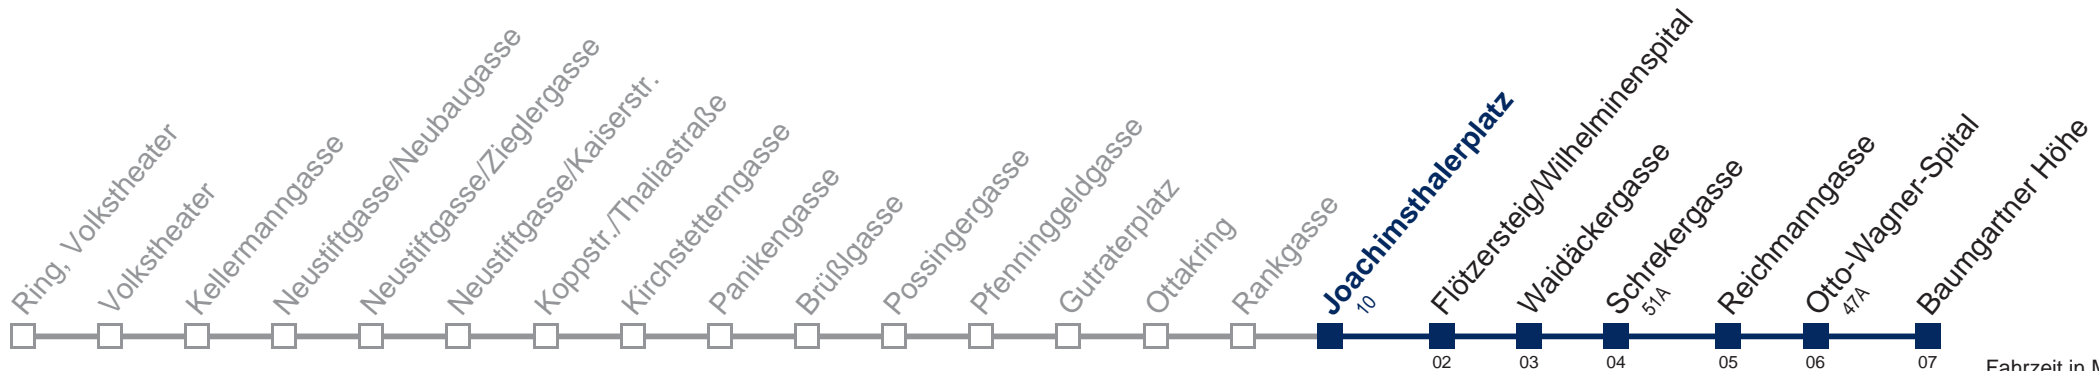 Ring, Volkstheater
Volkstheater
Kellermanngasse
Neustiftgasse/Neubaugasse
Neustiftgasse/Zieglergasse
Neustiftgasse/Kaiserstr.
Koppstr./Thaliastraße
Kirchstetterngasse
Panikengasse
Brüßlgasse
Possingergasse
Pfenninggeldgasse
Gutraterplatz
Ottakring
Rankgasse
Joachimsthalerplatz
10
Flötzersteig/Wilhelminenspital
Waidäckergasse
Schrekergasse
51A
Reichmanngasse
Otto-Wagner-Spital
47A
Baumgartner Höhe
02 03 04 05 06 07
Fahrzeit in M